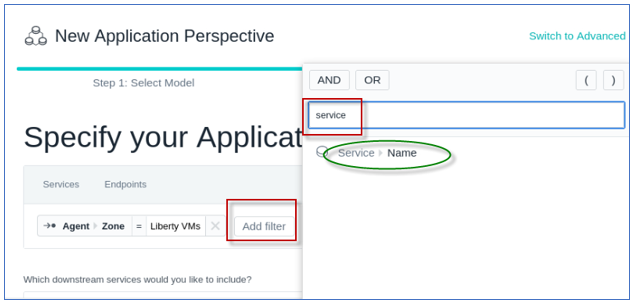 New Application Perspective
Switch to Advanced
Step 1: Select Model
AND OR ( )
service
Service Name
Specify your Applicat
Services Endpoints
Agent Zone = Liberty VMs Add filter
Which downstream services would you like to include?